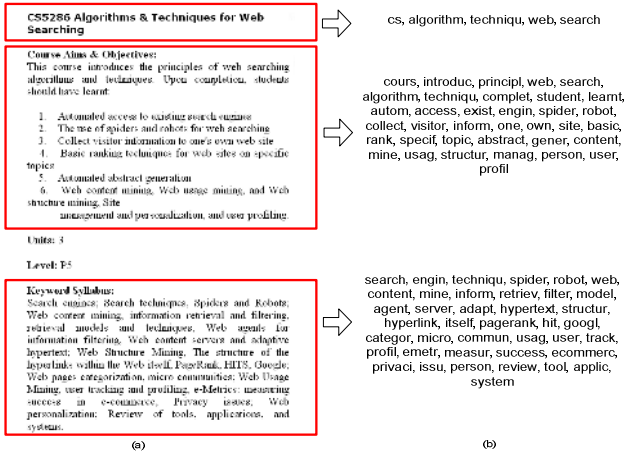 CS5286 Algorithms & Techniques for Web
Searching
cs, algorithm, techniqu, web, search
Course Aims & Objectives:
This course introduces the principles of web searching
algorithms and techniques. Upon completion, students
should have learnt:
1. Automated access to existing search engines
2. The use of spiders and robots for web searching
3. Collect visitor information to one's own web site
4. Basic ranking techniques for web sites on specific
topics
5. Automated abstract generation
6. Web content mining, Web usage mining, and Web
structure mining, Site
management and personalization, and user profiling.
cours, introduc, principl, web, search,
algorithm, techniqu, complet, student, learnt,
autom, access, exist, engin, spider, robot,
collect, visitor, inform, one, own, site, basic,
rank, specif, topic, abstract, gener, content,
mine, usag, structur, manag, person, user,
profil
Units: 3
Level: P5
Keyword Syllabus:
Search engines; Search techniques, Spiders and Robots;
Web content mining, information retrieval and filtering,
retrieval models and techniques, Web agents for
information filtering, Web content servers and adaptive
hypertext; Web Structure Mining, The structure of the
hyperlinks within the Web itself, PageRank, HITS, Google;
Web pages categorization, micro communities; Web Usage
Mining, user tracking and profiling, e-Metrics: measuring
success in e-commerce, Privacy issues, Web
personalization; Review of tools, applications, and
systems.
search, engin, techniqu, spider, robot, web,
content, mine, inform, retriev, filter, model,
agent, server, adapt, hypertext, structur,
hyperlink, itself, pagerank, hit, googl,
categor, micro, commun, usag, user, track,
profil, emetr, measur, success, ecommerc,
privaci, issu, person, review, tool, applic,
system
(a)
(b)